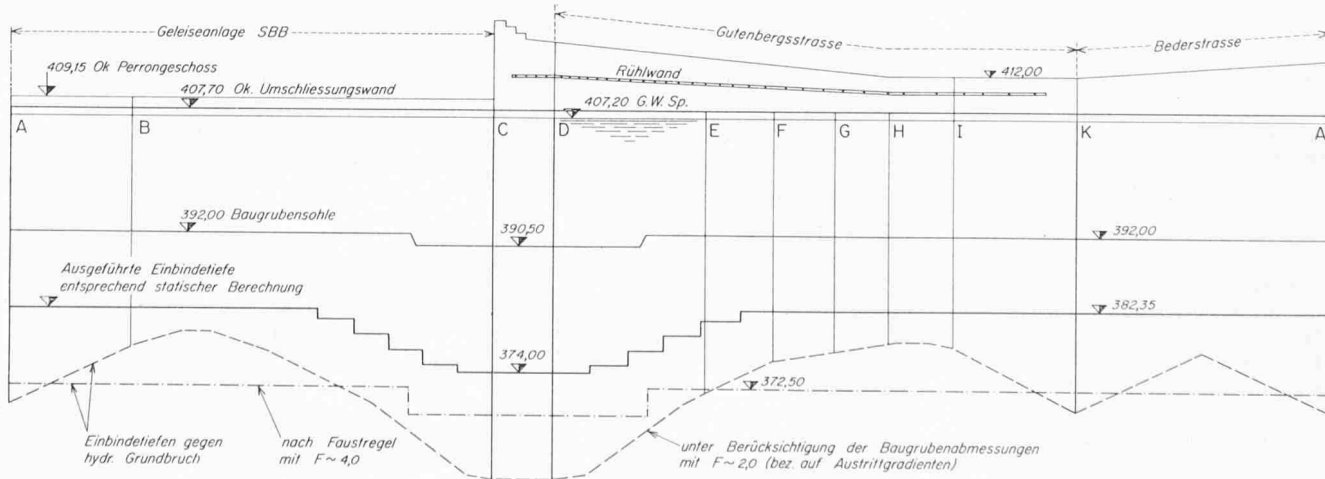 Geleiseanlage SBB
Gutenbergsstrasse
Bederstrasse
409,15 Ok Perrongeschoss
Rühlwand
412,00
407,70 Ok. Umschliessungswand
407,20 G.W. Sp.
A
B
C
D
E
F
G
H
I
K
A
392,00 Baugrubensohle
390,50
392,00
Ausgeführte Einbindetiefe
entsprechend statischer Berechnung
382,35
374,00
372,50
Einbindetiefen gegen
hydr. Grundbruch
nach Faustregel
mit F~4,0
unter Berücksichtigung der Baugrubenabmessungen
mit F~2,0 (bez. auf Austrittgradienten)